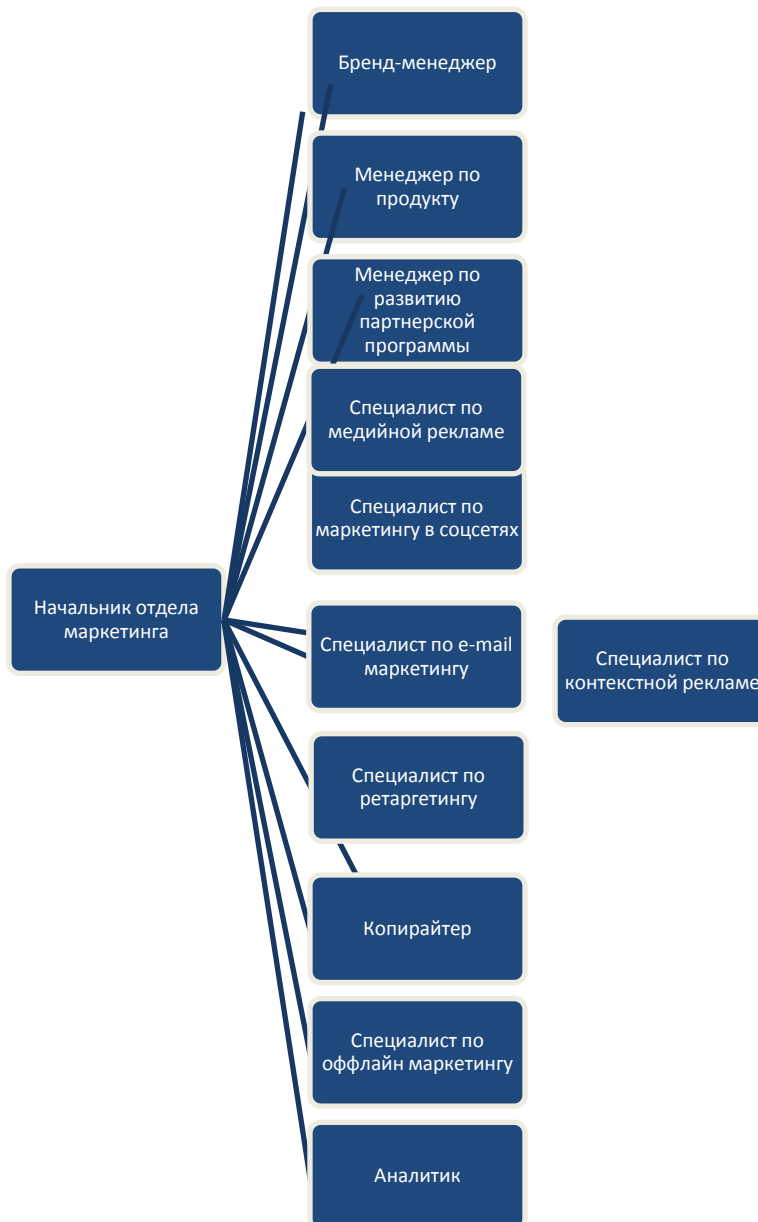 Бренд-менеджер
Менеджер по
продукту
Менеджер по
развитию
партнерской
программы
Специалист по
медийной рекламе
Специалист по
маркетингу в соцсетях
Начальник отдела
маркетинга
Специалист по e-mail
маркетингу
Специалист по
контекстной рекламе
Специалист по
ретаргетингу
Копирайтер
Специалист по
оффлайн маркетингу
Аналитик